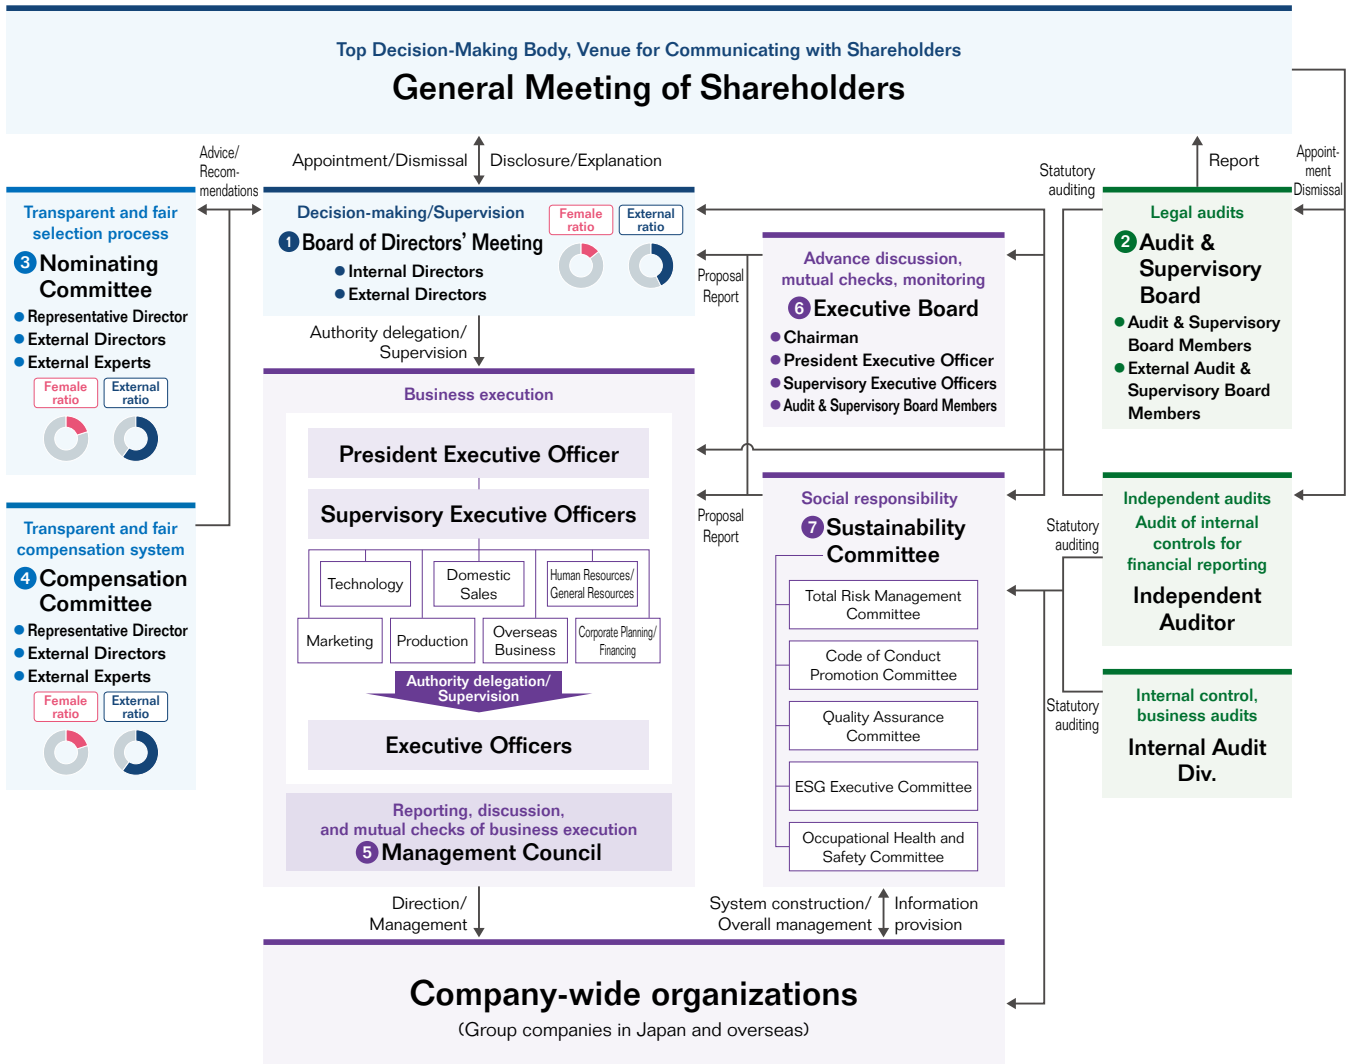 Top Decision-Making Body, Venue for Communicating with Shareholders
General Meeting of Shareholders
Advice/
Recom-
mendations
Appointment/Dismissal
Disclosure/Explanation
Statutory
auditing
Report
Appoint-
ment
Dismissal
Transparent and fair
selection process
3 Nominating
Committee
● Representative Director
● External Directors
● External Experts
Female
ratio
External
ratio
Transparent and fair
compensation system
4 Compensation
Committee
● Representative Director
● External Directors
● External Experts
Female
ratio
External
ratio
Decision-making/Supervision
1 Board of Directors' Meeting
● Internal Directors
● External Directors
Female
ratio
External
ratio
Authority delegation/
Supervision
Business execution
President Executive Officer
Supervisory Executive Officers
Technology
Domestic
Sales
Human Resources/
General Resources
Marketing
Production
Overseas
Business
Corporate Planning/
Financing
Authority delegation/
Supervision
Executive Officers
Reporting, discussion,
and mutual checks of business execution
5 Management Council
Direction/
Management
Proposal
Report
Advance discussion,
mutual checks, monitoring
6 Executive Board
● Chairman
● President Executive Officer
● Supervisory Executive Officers
● Audit & Supervisory Board Members
Proposal
Report
Social responsibility
7 Sustainability
Committee
Total Risk Management
Committee
Code of Conduct
Promotion Committee
Quality Assurance
Committee
ESG Executive Committee
Occupational Health and
Safety Committee
System construction/
Overall management
Information
provision
Legal audits
2 Audit &
Supervisory
Board
● Audit & Supervisory
Board Members
● External Audit &
Supervisory Board
Members
Statutory
auditing
Independent audits
Audit of internal
controls for
financial reporting
Independent
Auditor
Statutory
auditing
Internal control,
business audits
Internal Audit
Div.
Company-wide organizations
(Group companies in Japan and overseas)